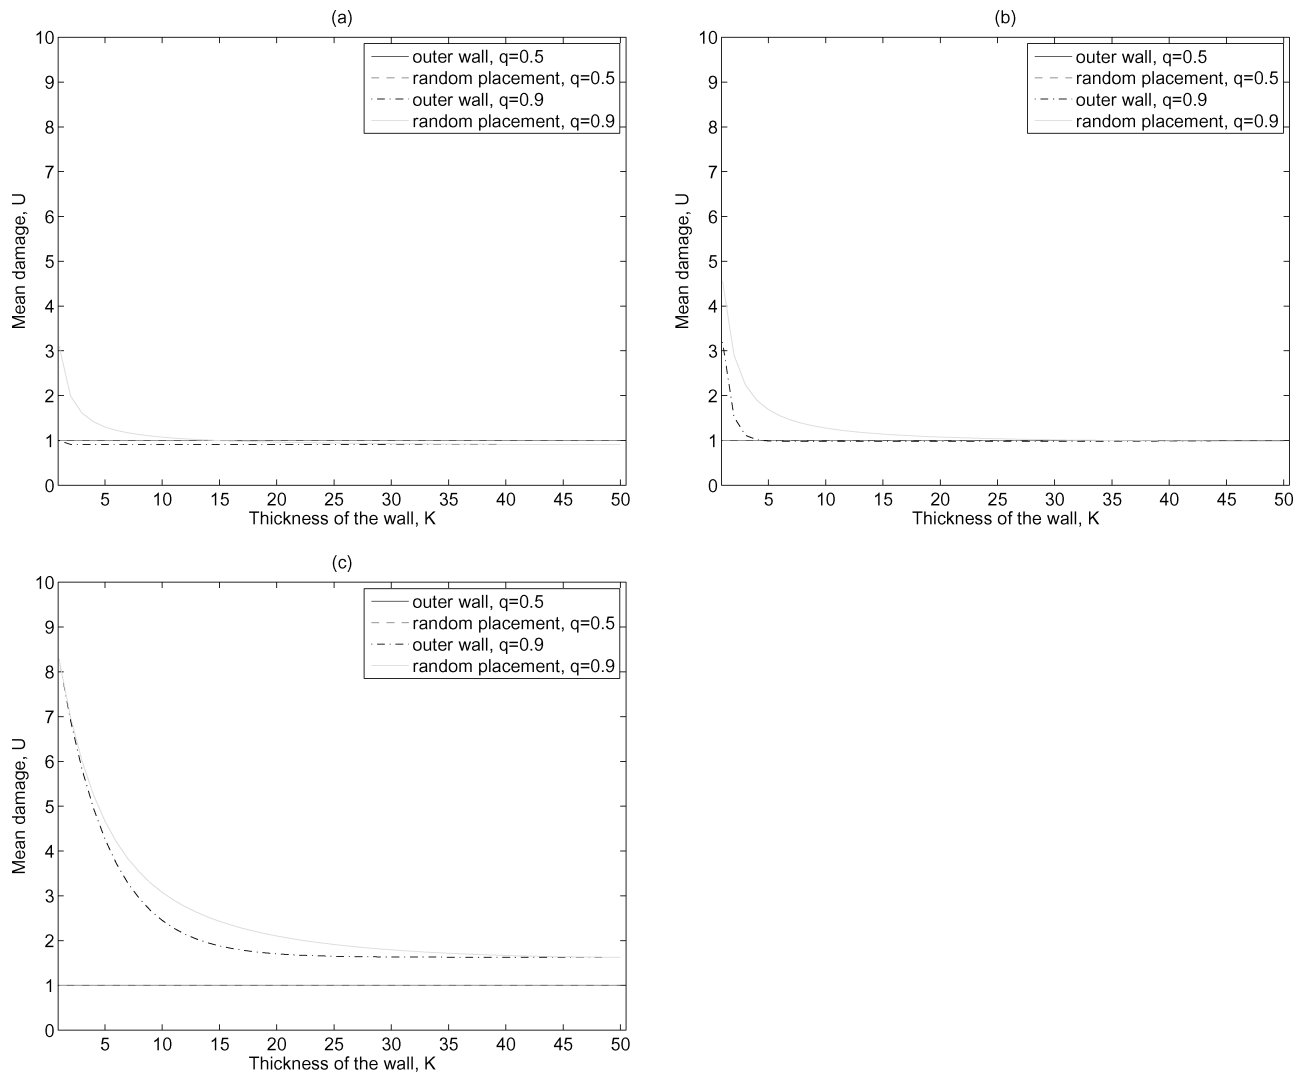 (a)
10
9
8
7
6
5
4
3
2
1
0
Mean damage, U
outer wall, q=0.5
random placement, q=0.5
outer wall, q=0.9
random placement, q=0.9
5 10 15 20 25 30 35 40 45 50
Thickness of the wall, K
(b)
10
9
8
7
6
5
4
3
2
1
0
Mean damage, U
outer wall, q=0.5
random placement, q=0.5
outer wall, q=0.9
random placement, q=0.9
5 10 15 20 25 30 35 40 45 50
Thickness of the wall, K
(c)
10
9
8
7
6
5
4
3
2
1
0
Mean damage, U
outer wall, q=0.5
random placement, q=0.5
outer wall, q=0.9
random placement, q=0.9
5 10 15 20 25 30 35 40 45 50
Thickness of the wall, K